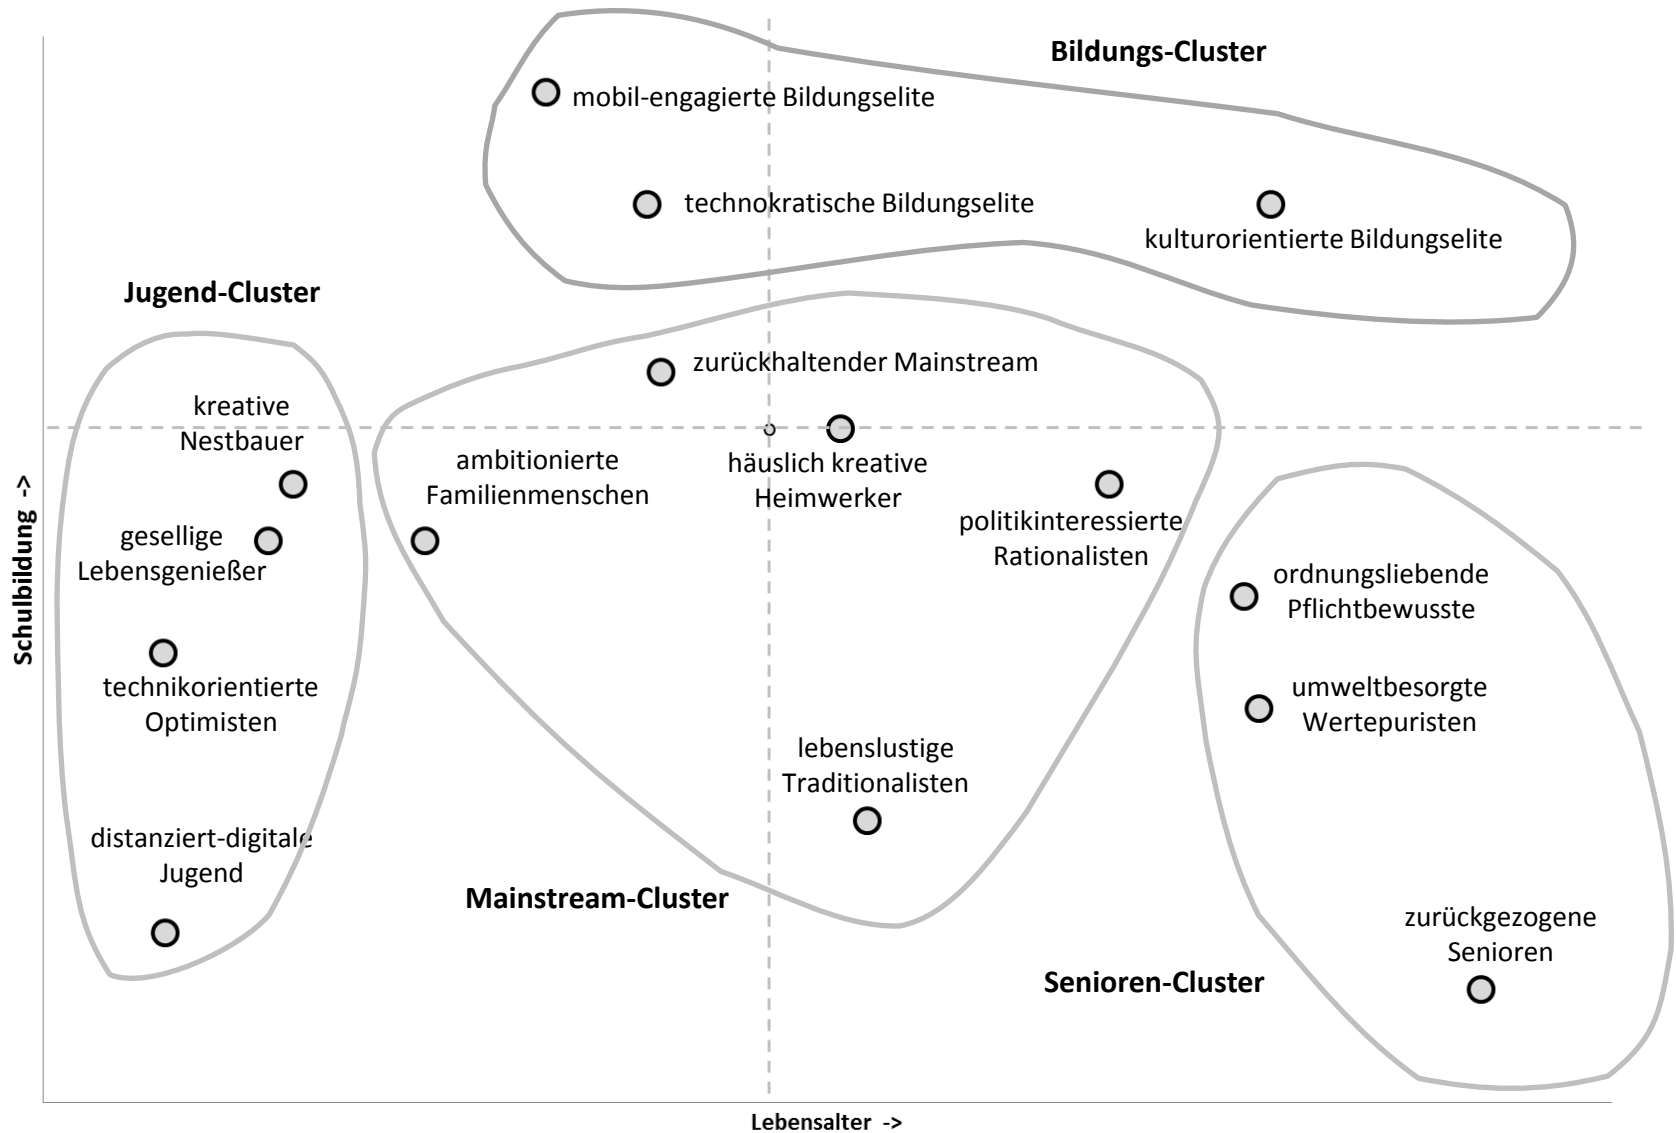 Bildungs-Cluster
mobil-engagierte Bildungselite
technokratische Bildungselite
kulturorientierte Bildungselite
Jugend-Cluster
kreative
Nestbauer
gesellige
Lebensgenießer
technikorientierte
Optimisten
distanziert-digitale
Jugend
zurückhaltender Mainstream
ambitionierte
Familienmenschen
häuslich kreative
Heimwerker
politikinteressierte
Rationalisten
lebenslustige
Traditionalisten
Mainstream-Cluster
ordnungsliebende
Pflichtbewusste
umweltbesorgte
Wertepuristen
zurückgezogene
Senioren
Senioren-Cluster
Schulbildung ->
Lebensalter ->